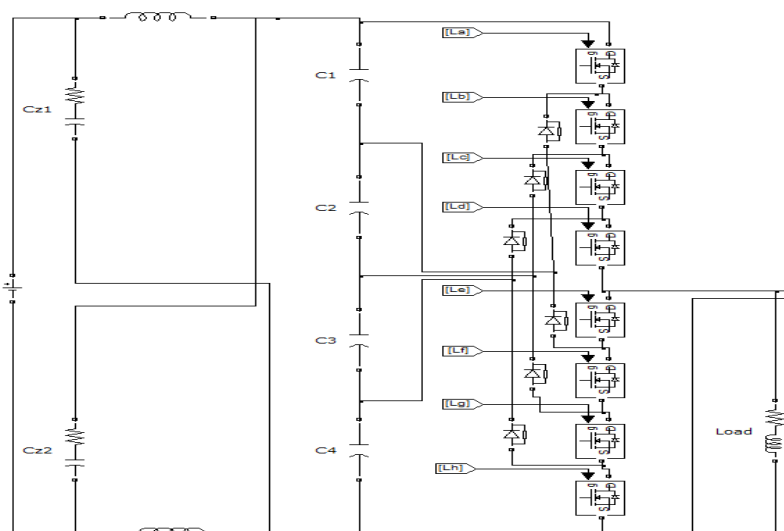 [La]
C1
Cz1
[Lb]
[Lc]
C2
[Ld]
[Le]
C3
[Lf]
[Lg]
Load
Cz2
C4
[Lh]